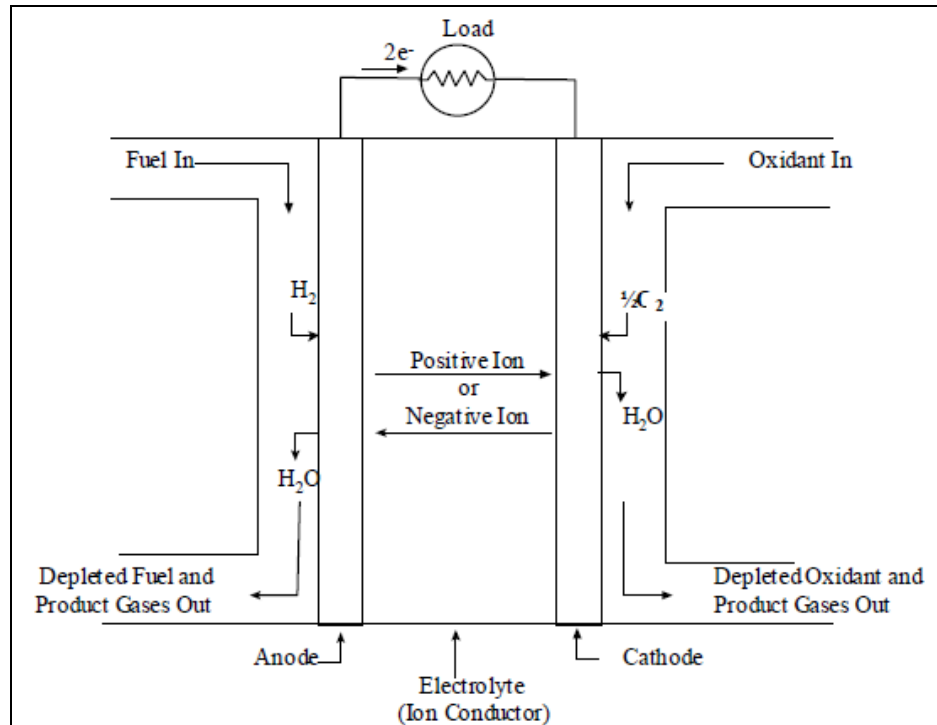 Load
2e-
Fuel In
Oxidant In
H2
½O2
Positive Ion
or
Negative Ion
H2O
H2O
Depleted Fuel and
Product Gases Out
Depleted Oxidant and
Product Gases Out
Anode
Cathode
Electrolyte
(Ion Conductor)